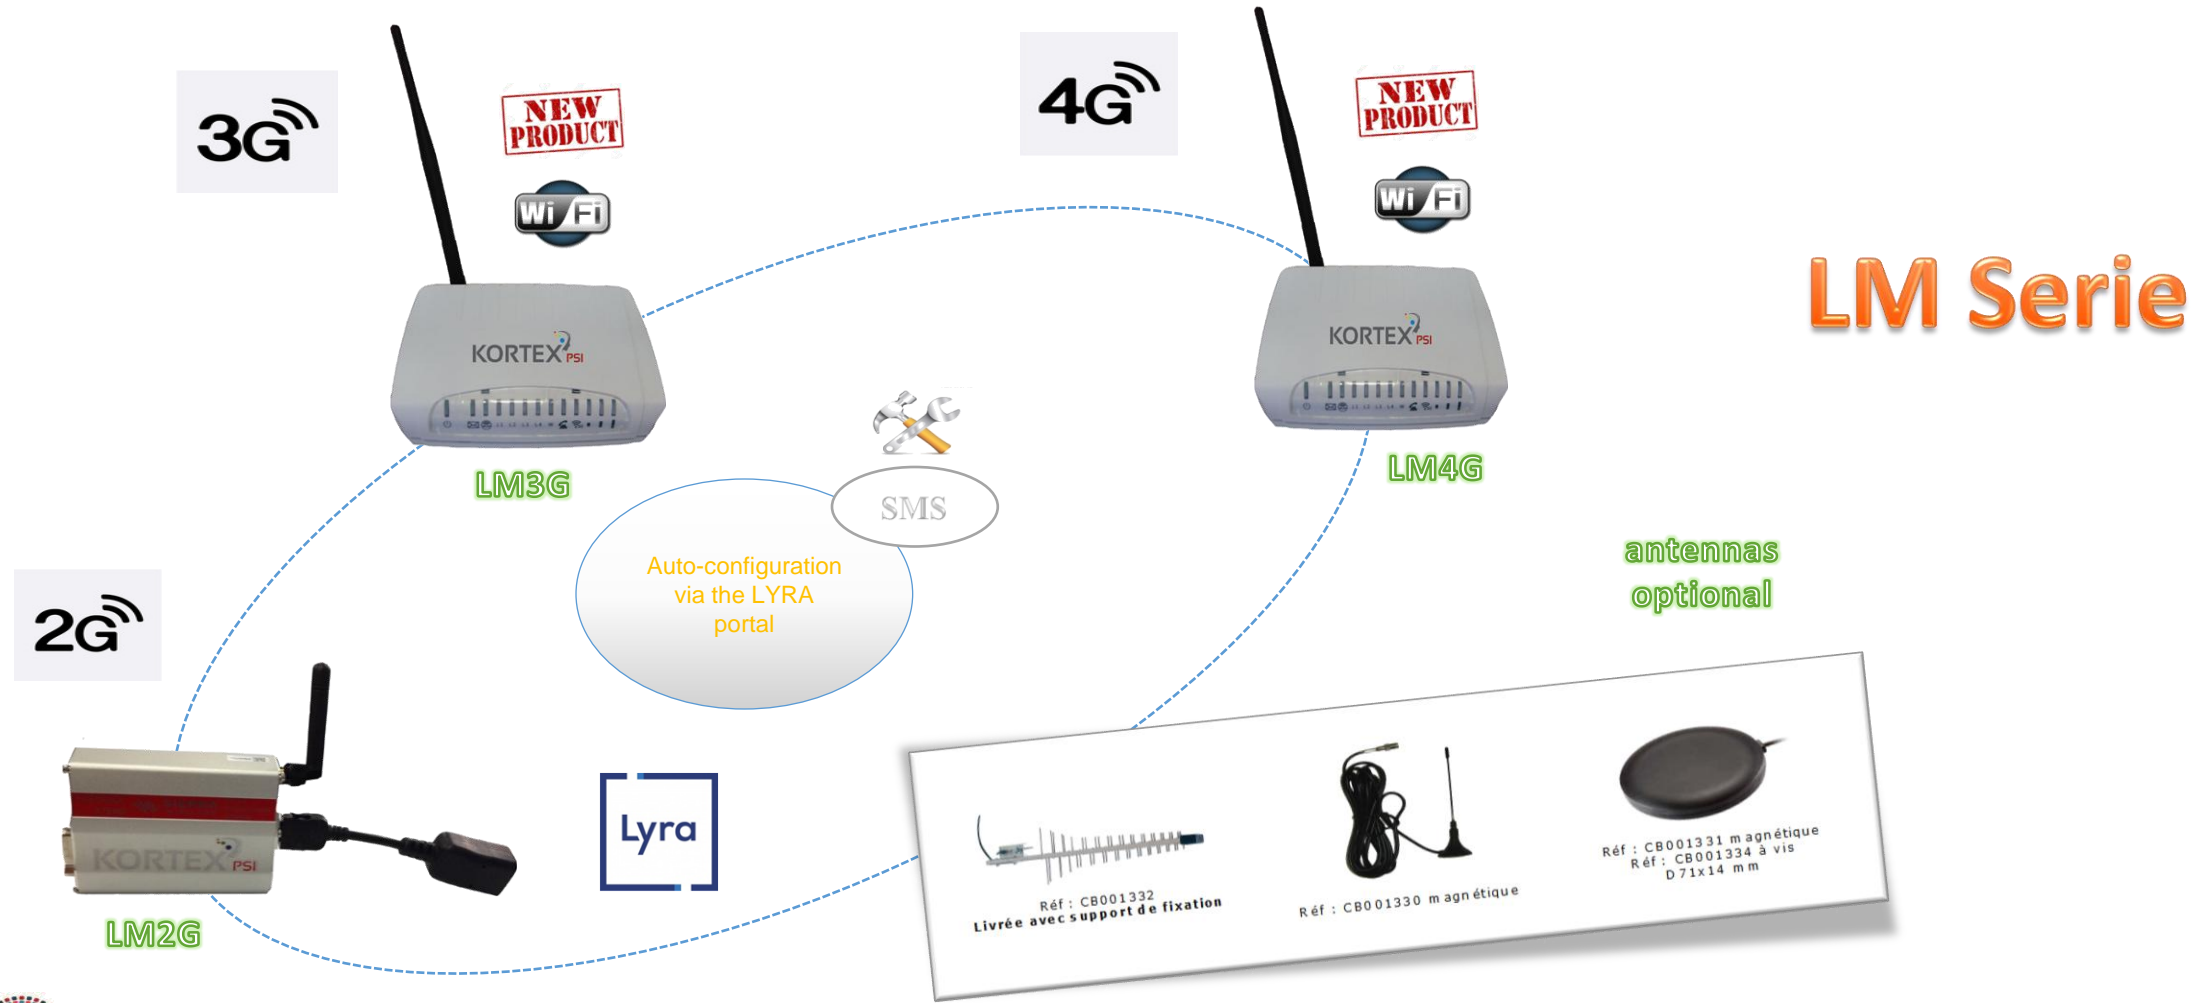 3G
NEW
PRODUCT
Wi Fi
KORTEX PSI
LM3G
4G
NEW
PRODUCT
Wi Fi
KORTEX PSI
LM4G
LM Serie
SMS
Auto-configuration
via the LYRA
portal
antennas
optional
2G
KORTEX PSI
LM2G
Lyra
Réf : CB001332
Livrée avec support de fixation
Réf : CB001330 magnétique
Réf : CB001331 magnétique
Réf : CB001334 à vis
D71x14 mm